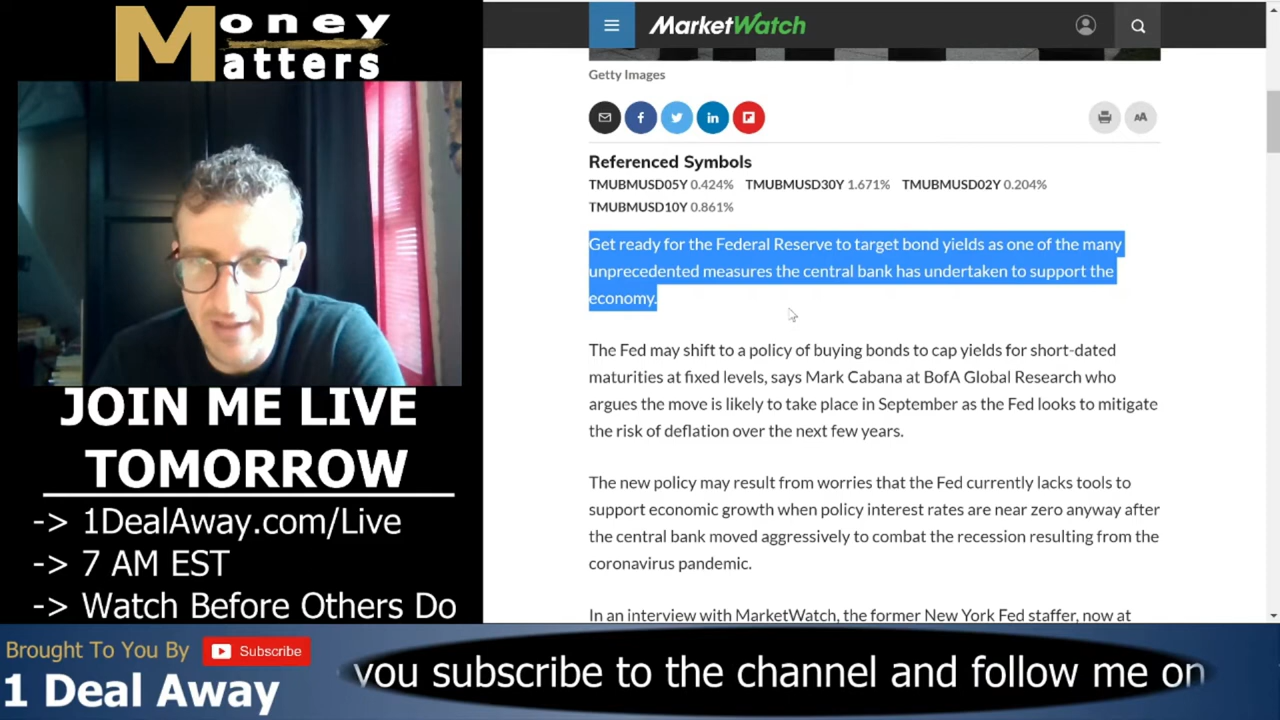 Money
Matters
JOIN ME LIVE
TOMORROW
-> 1DealAway.com/Live
-> 7 AM EST
-> Watch Before Others Do
MarketWatch
Getty Images
AA
Referenced Symbols
TMUBMUSD05Y 0.424% TMUBMUSD30Y 1.671% TMUBMUSD02Y 0.204%
TMUBMUSD10Y 0.861%
Get ready for the Federal Reserve to target bond yields as one of the many
unprecedented measures the central bank has undertaken to support the
economy.
The Fed may shift to a policy of buying bonds to cap yields for short-dated
maturities at fixed levels, says Mark Cabana at BofA Global Research who
argues the move is likely to take place in September as the Fed looks to mitigate
the risk of deflation over the next few years.
The new policy may result from worries that the Fed currently lacks tools to
support economic growth when policy interest rates are near zero anyway after
the central bank moved aggressively to combat the recession resulting from the
coronavirus pandemic.
In an interview with MarketWatch, the former New York Fed staffer, now at
Brought To You By Subscribe
1 Deal Away
you subscribe to the channel and follow me on